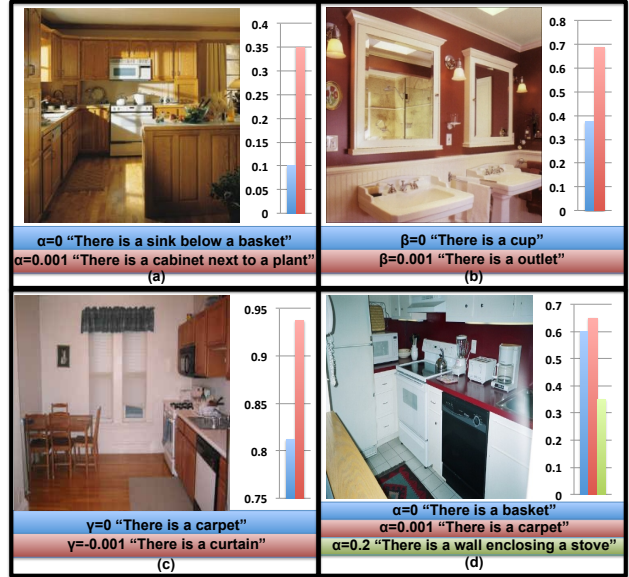 0.4
0.35
0.3
0.25
0.2
0.15
0.1
0.05
0
α=0 “There is a sink below a basket”
α=0.001 “There is a cabinet next to a plant”
(a)
0.8
0.7
0.6
0.5
0.4
0.3
0.2
0.1
0
β=0 “There is a cup”
β=0.001 “There is a outlet”
(b)
0.95
0.9
0.85
0.8
0.75
γ=0 “There is a carpet”
γ=-0.001 “There is a curtain”
(c)
0.7
0.6
0.5
0.4
0.3
0.2
0.1
0
α=0 “There is a basket”
α=0.001 “There is a carpet”
α=0.2 “There is a wall enclosing a stove”
(d)